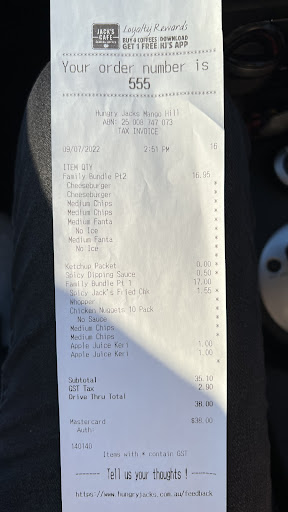 JACK'S
CAFE
Loyalty Rewards
BUY 4 COFFEES - DOWNLOAD
GET 1 FREE HJ'S APP
Your order number is
555
Hungry Jacks Mango Hill
ABN: 25 008 747 073
TAX INVOICE
09/07/2022 2:51 PM 16
ITEM QTY
Family Bundle Pt2 16.95
Cheeseburger *
Cheeseburger *
Medium Chips *
Medium Chips *
Medium Fanta *
No Ice
Medium Fanta *
No Ice
Ketchup Packet 0.00 *
Spicy Dipping Sauce 0.50 *
Family Bundle Pt 1 17.00
Spicy Jack's Fried Chk 1.55 *
Whopper *
Chicken Nuggets 10 Pack *
No Sauce
Medium Chips *
Medium Chips *
Apple Juice Keri 1.00 *
Apple Juice Keri 1.00 *
Subtotal 35.10
GST Tax 2.90
Drive Thru Total 38.00
Mastercard $38.00
Auth:
140140
Items with * contain GST
Tell us your thoughts !
https://www.hungryjacks.com.au/feedback